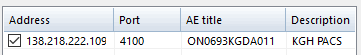 Address Port AE title Description
138.218.222.109 4100 ON0693KGDA011 KGH PACS